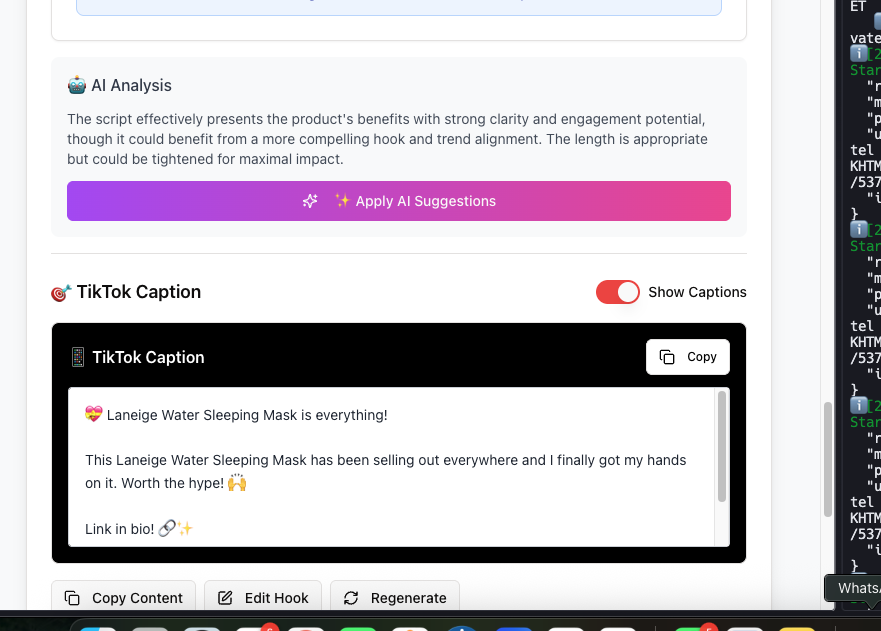 🤖 AI Analysis
The script effectively presents the product's benefits with strong clarity and engagement potential,
though it could benefit from a more compelling hook and trend alignment. The length is appropriate
but could be tightened for maximal impact.
✨ Apply AI Suggestions
🎯 TikTok Caption
Show Captions
📱 TikTok Caption
Copy
💝 Laneige Water Sleeping Mask is everything!
This Laneige Water Sleeping Mask has been selling out everywhere and I finally got my hands
on it. Worth the hype! 🙌
Link in bio! 🔗✨
Copy Content
Edit Hook
Regenerate
ET
vate
ℹ️[2
Star
"r
"m
"p
"u
tel
KHTM
/537
"i
}
ℹ️[2
Star
"r
"m
"p
"u
tel
KHTM
/537
"i
}
ℹ️[2
Star
"r
"m
"p
"u
tel
KHTM
/537
"i
}
WhatsA